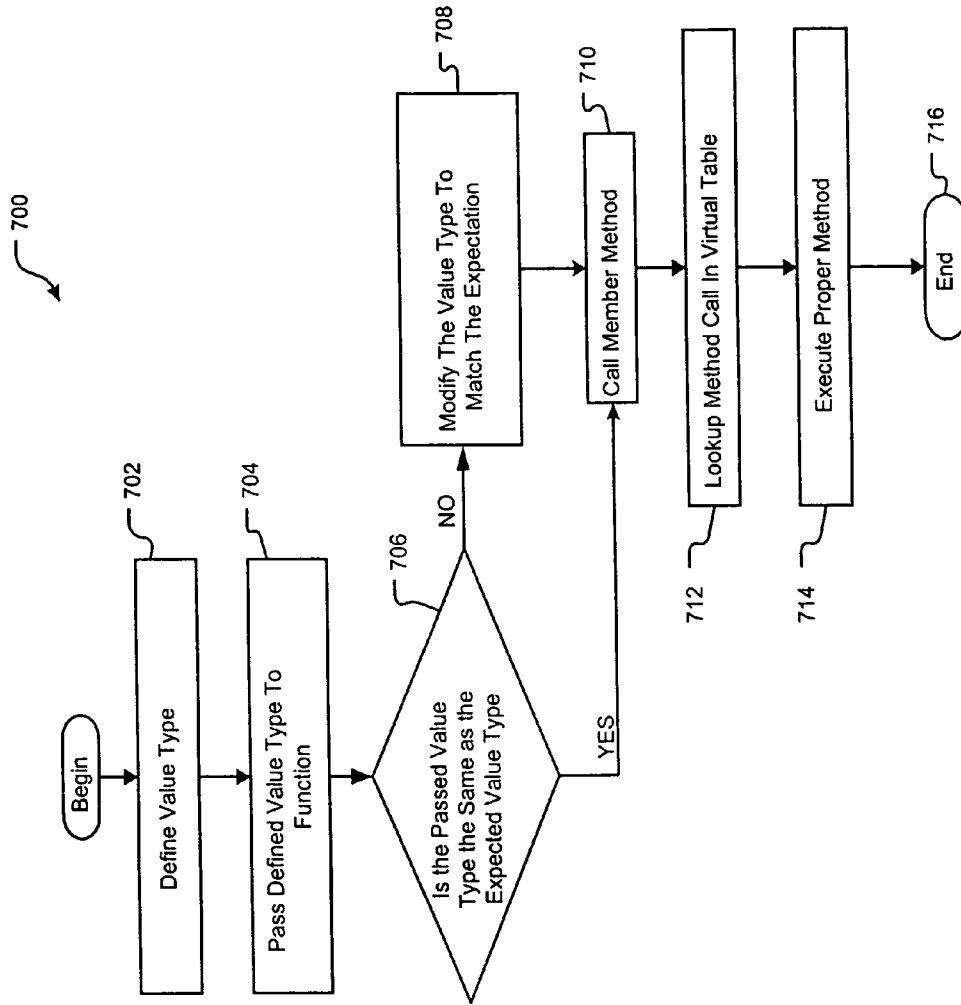 700
Begin
702
Define Value Type
704
Pass Defined Value Type To
Function
706
Is the Passed Value
Type the Same as the
Expected Value Type
NO
YES
708
Modify The Value Type To
Match The Expectation
710
Call Member Method
712
Lookup Method Call In Virtual Table
714
Execute Proper Method
716
End